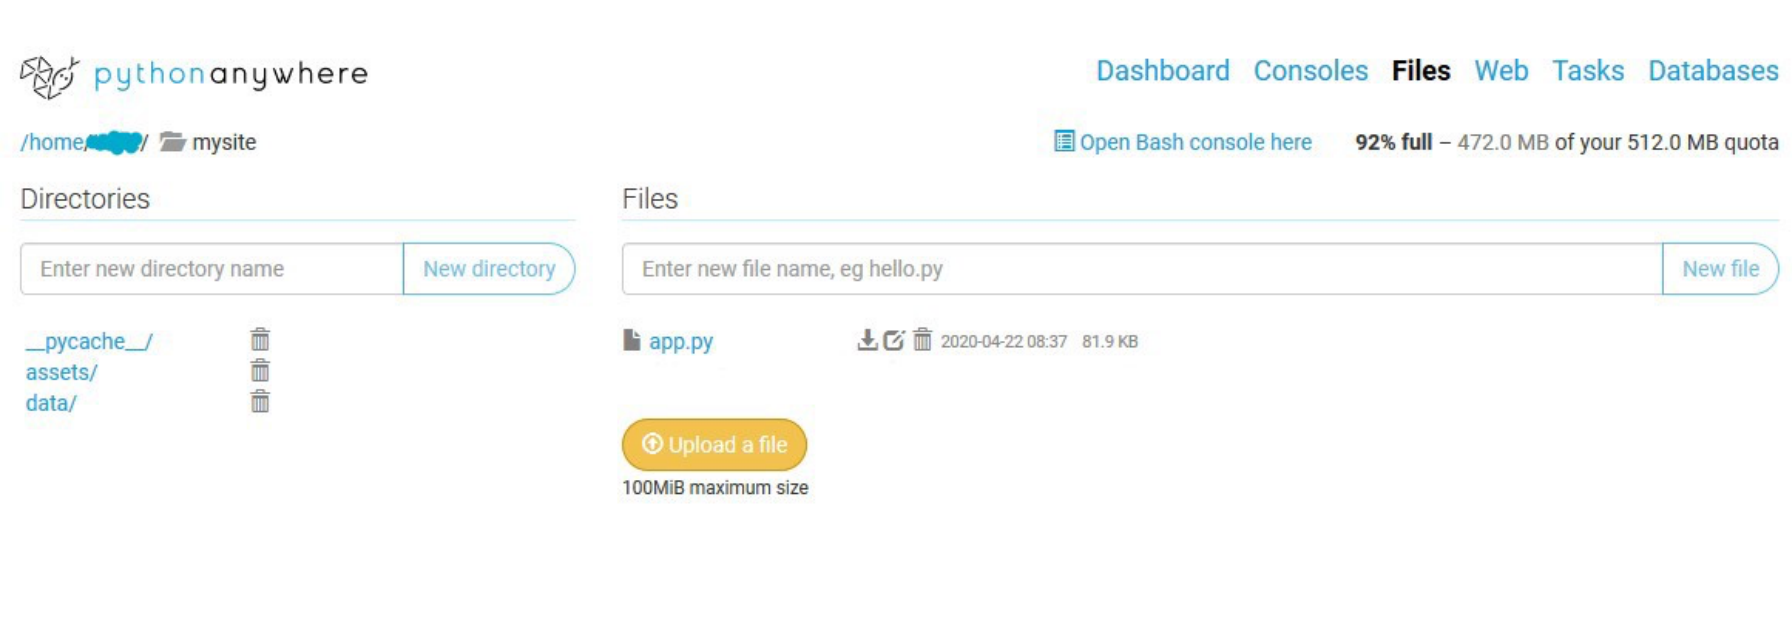 pythonanywhere
Dashboard Consoles Files Web Tasks Databases
/home/ / mysite
Open Bash console here 92% full – 472.0 MB of your 512.0 MB quota
Directories
Files
Enter new directory name New directory
Enter new file name, eg hello.py New file
__pycache__/
assets/
data/
app.py 2020-04-22 08:37 81.9 KB
Upload a file
100MiB maximum size